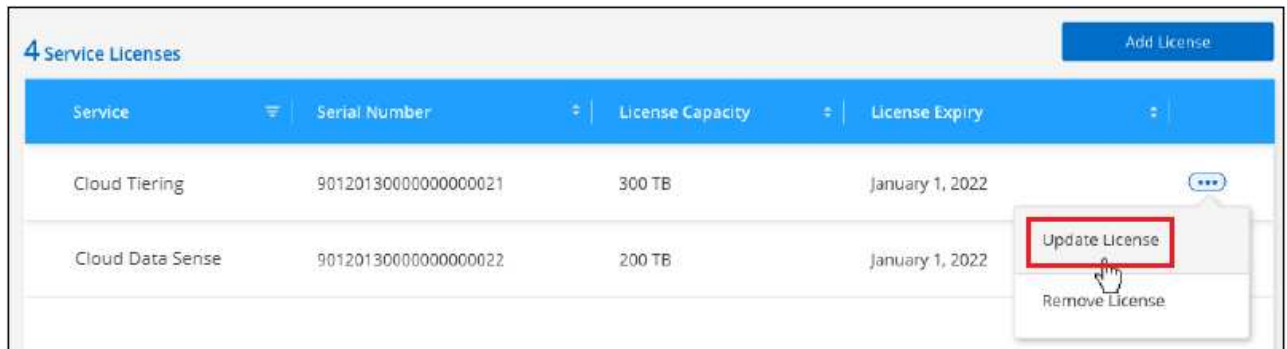 4 Service Licenses
Add License
Service Serial Number License Capacity License Expiry
Cloud Tiering 90120130000000000021 300 TB January 1, 2022
Update License
Cloud Data Sense 90120130000000000022 200 TB January 1, 2022
Remove License